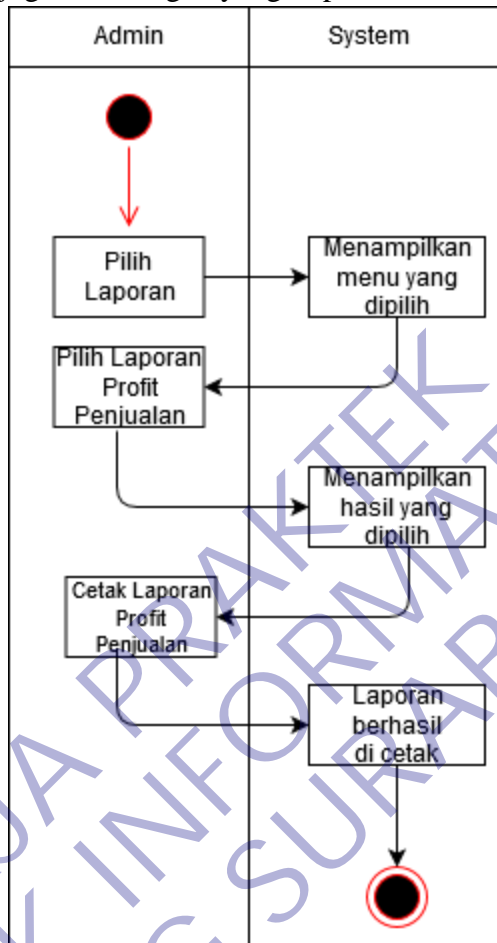 Admin
System
Pilih
Laporan
Menampilkan
menu yang
dipilih
Pilih Laporan
Profit
Penjualan
Menampilkan
hasil yang
dipilih
Cetak Laporan
Profit
Penjualan
Laporan
berhasil
di cetak
PRAKTEK